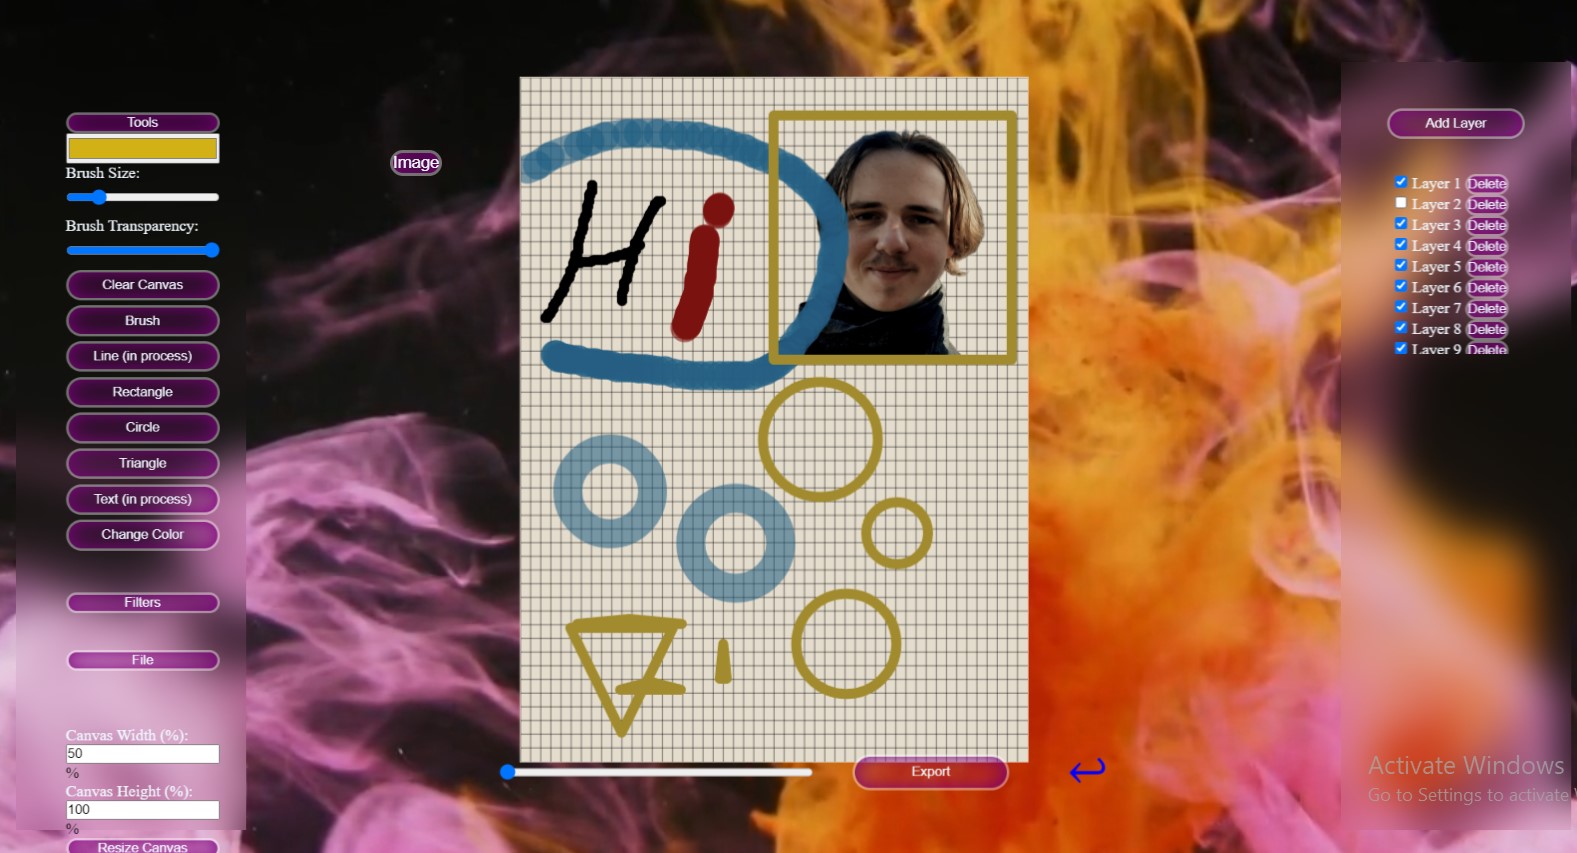 Tools
Brush Size:
Brush Transparency:
Clear Canvas
Brush
Line (in process)
Rectangle
Circle
Triangle
Text (in process)
Change Color
Filters
File
Canvas Width (%):
50
%
Canvas Height (%):
100
%
Resize Canvas
Image
Hi
Export
Add Layer
Layer 1 Delete
Layer 2 Delete
Layer 3 Delete
Layer 4 Delete
Layer 5 Delete
Layer 6 Delete
Layer 7 Delete
Layer 8 Delete
Layer 9 Delete
Activate Windows
Go to Settings to activate